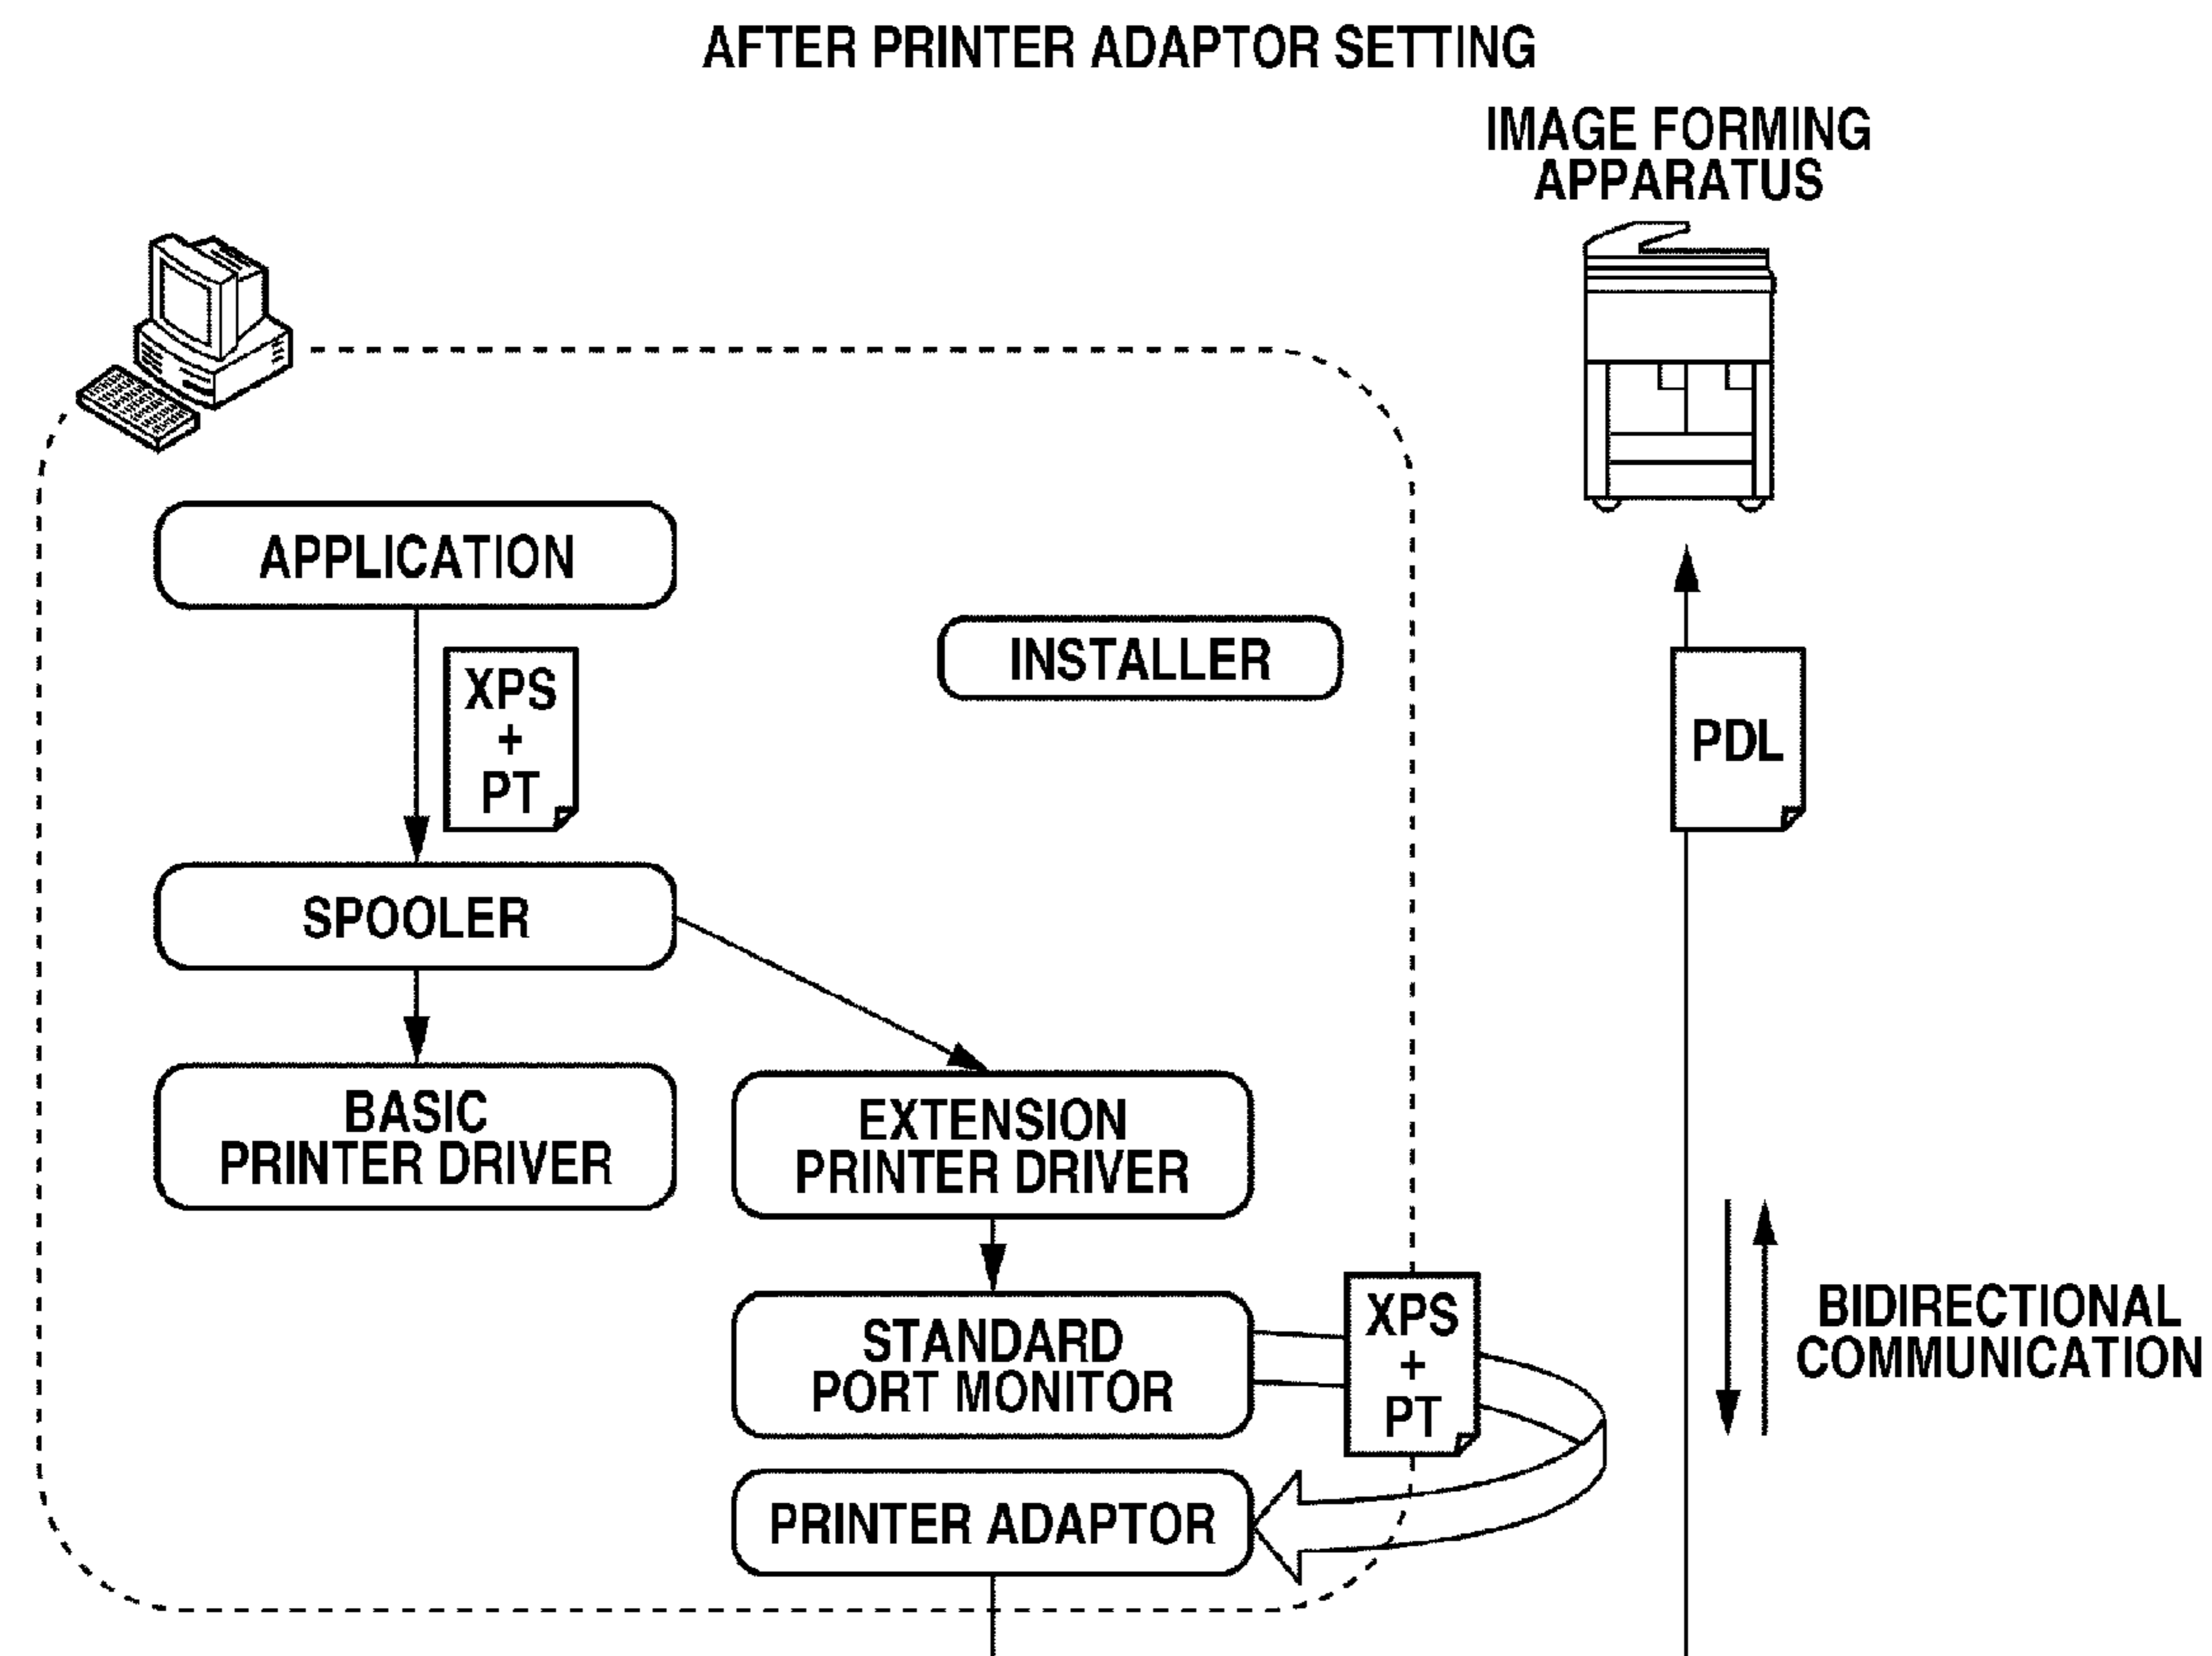 AFTER PRINTER ADAPTOR SETTING
IMAGE FORMING
APPARATUS
APPLICATION
XPS
+
PT
INSTALLER
PDL
SPOOLER
BASIC
PRINTER DRIVER
EXTENSION
PRINTER DRIVER
STANDARD
PORT MONITOR
XPS
+
PT
BIDIRECTIONAL
COMMUNICATION
PRINTER ADAPTOR